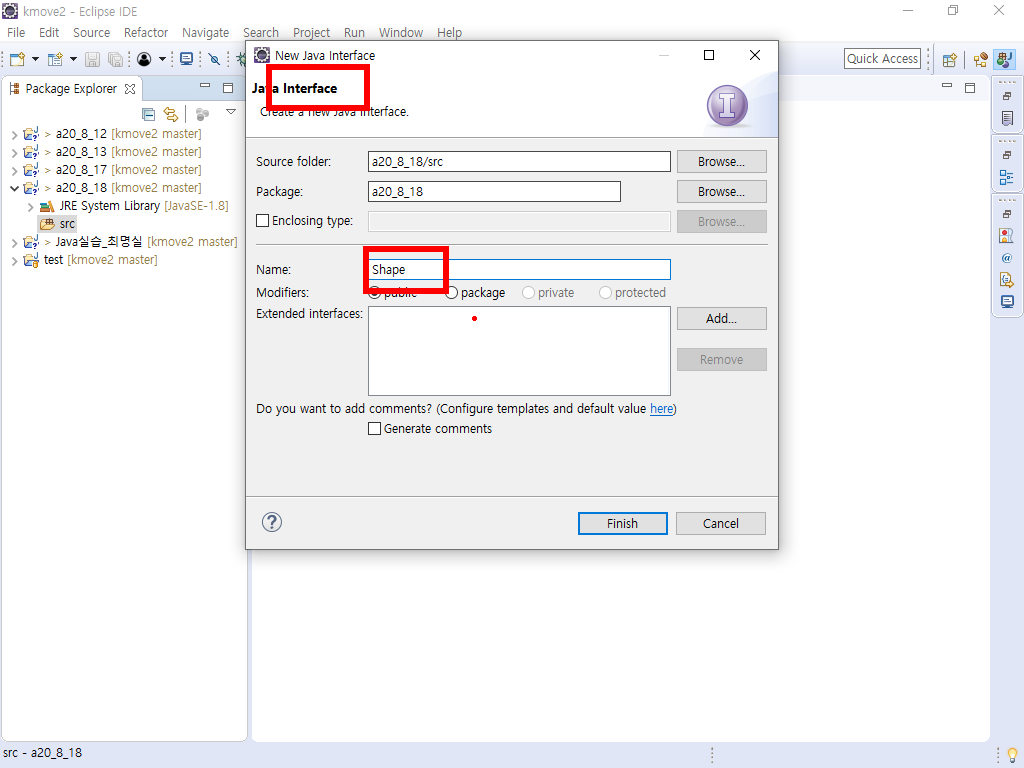 kmove2 - Eclipse IDE
File Edit Source Refactor Navigate Search Project Run Window Help
Quick Access
Package Explorer
> a20_8_12 [kmove2 master]
> a20_8_13 [kmove2 master]
> a20_8_17 [kmove2 master]
> a20_8_18 [kmove2 master]
JRE System Library [JavaSE-1.8]
src
> Java실습_최명실 [kmove2 master]
test [kmove2 master]
New Java Interface
Java Interface
Create a new Java interface.
Source folder: a20_8_18/src Browse...
Package: a20_8_18 Browse...
Enclosing type: Browse...
Name: Shape
Modifiers: public package private protected
Extended interfaces: Add...
Remove
Do you want to add comments? (Configure templates and default value here)
Generate comments
? Finish Cancel
src - a20_8_18